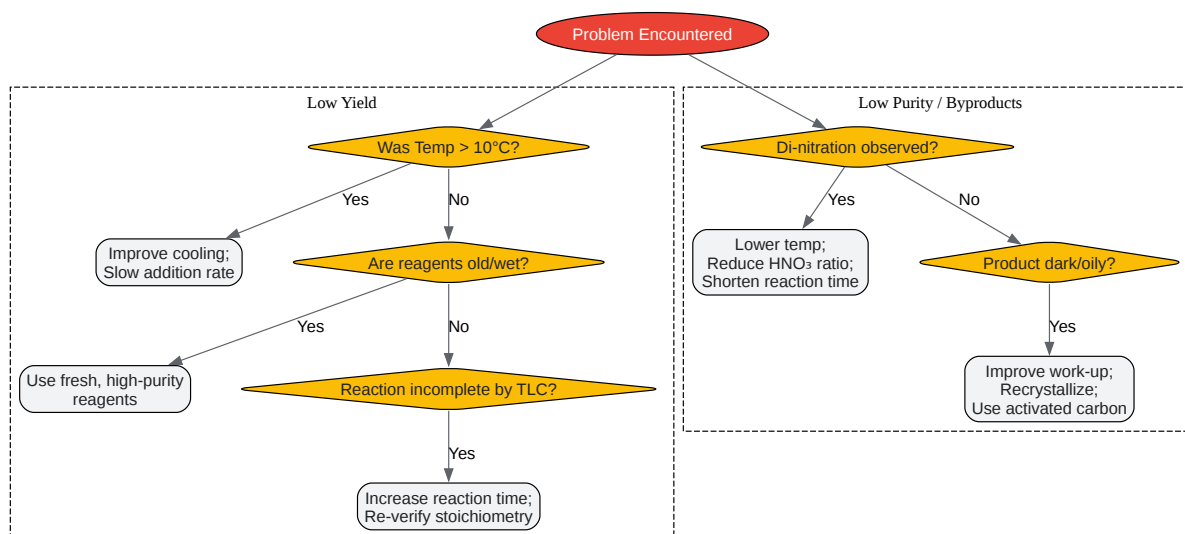 Problem Encountered
Low Yield
Low Purity / Byproducts
Was Temp > 10°C?
Di-nitration observed?
Yes
No
Yes
No
Improve cooling;
Slow addition rate
Are reagents old/wet?
Lower temp;
Reduce HNO₃ ratio;
Shorten reaction time
Product dark/oily?
Yes
No
Yes
Use fresh, high-purity
reagents
Reaction incomplete by TLC?
Improve work-up;
Recrystallize;
Use activated carbon
Yes
Increase reaction time;
Re-verify stoichiometry